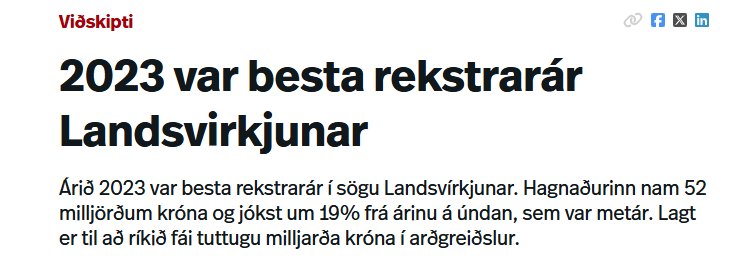 Viðskipti
2023 var besta rekstrarár
Landsvirkjunar
Árið 2023 var besta rekstrarár í sögu Landsvírkjunar. Hagnaðurinn nam 52
milljörðum króna og jókst um 19% frá árinu á undan, sem var metár. Lagt
er til að ríkið fái tuttugu milljarða króna í arðgreiðslur.